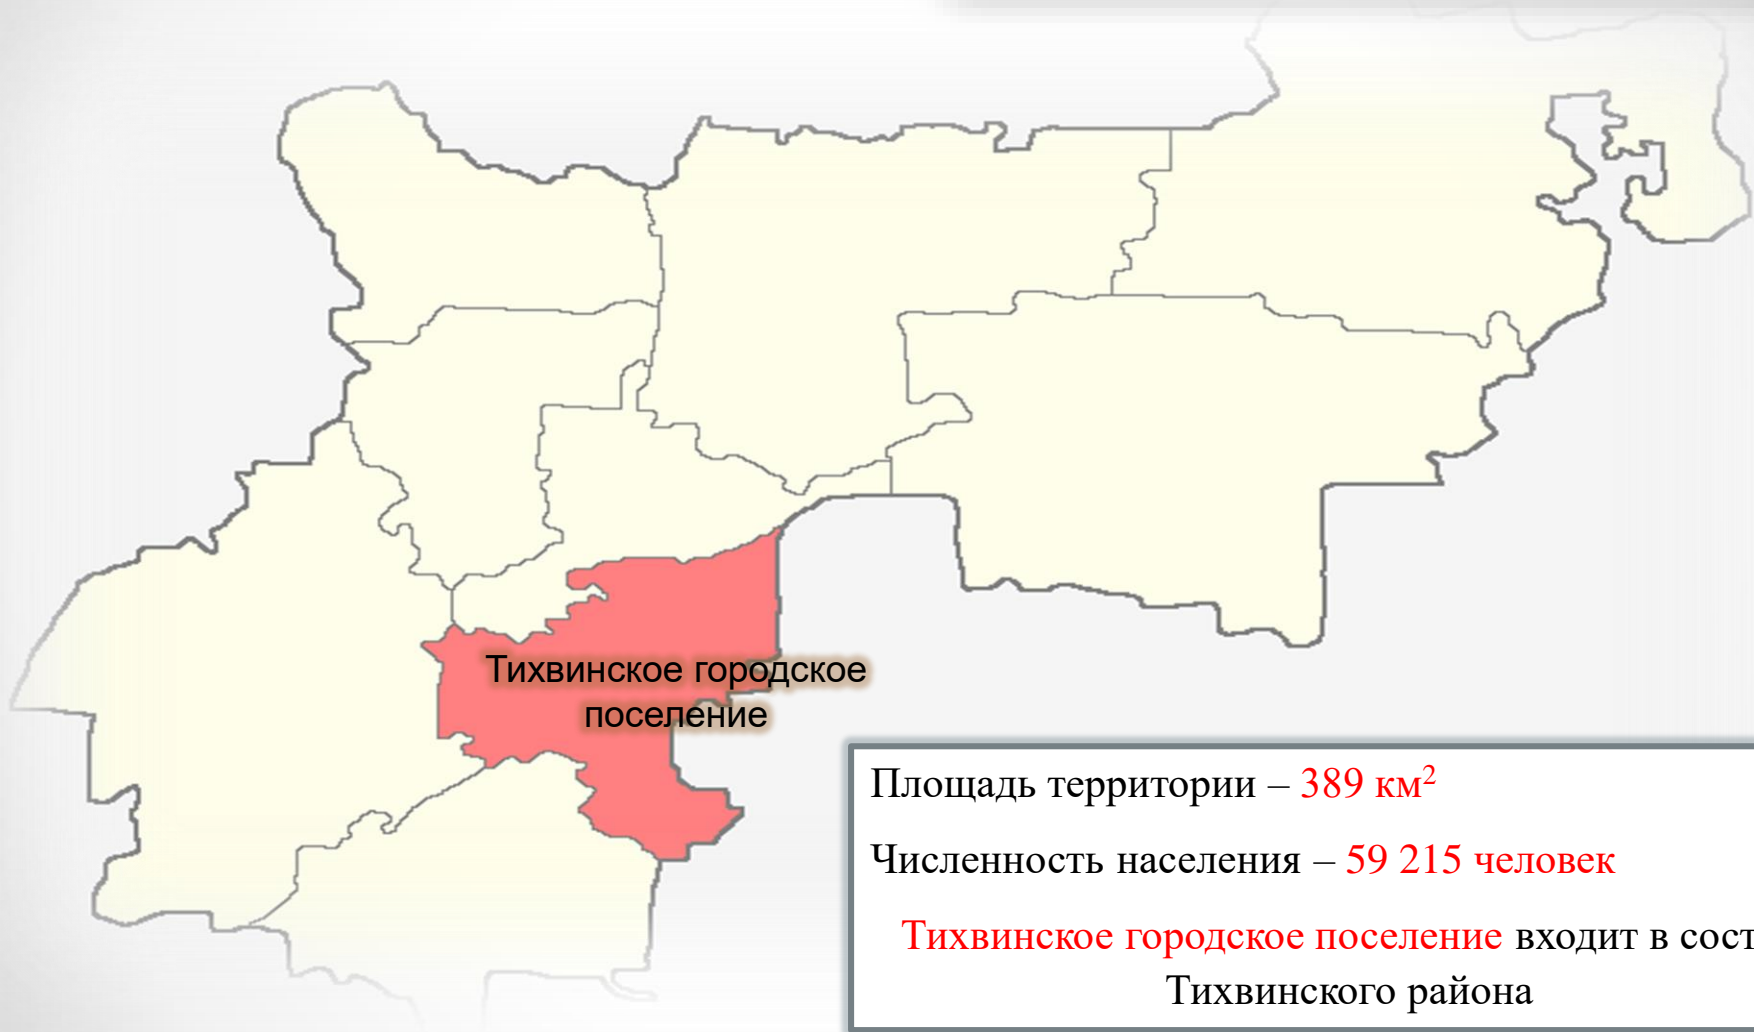 Тихвинское городское
поселение
Площадь территории – 389 км²
Численность населения – 59 215 человек
Тихвинское городское поселение входит в сост
Тихвинского района